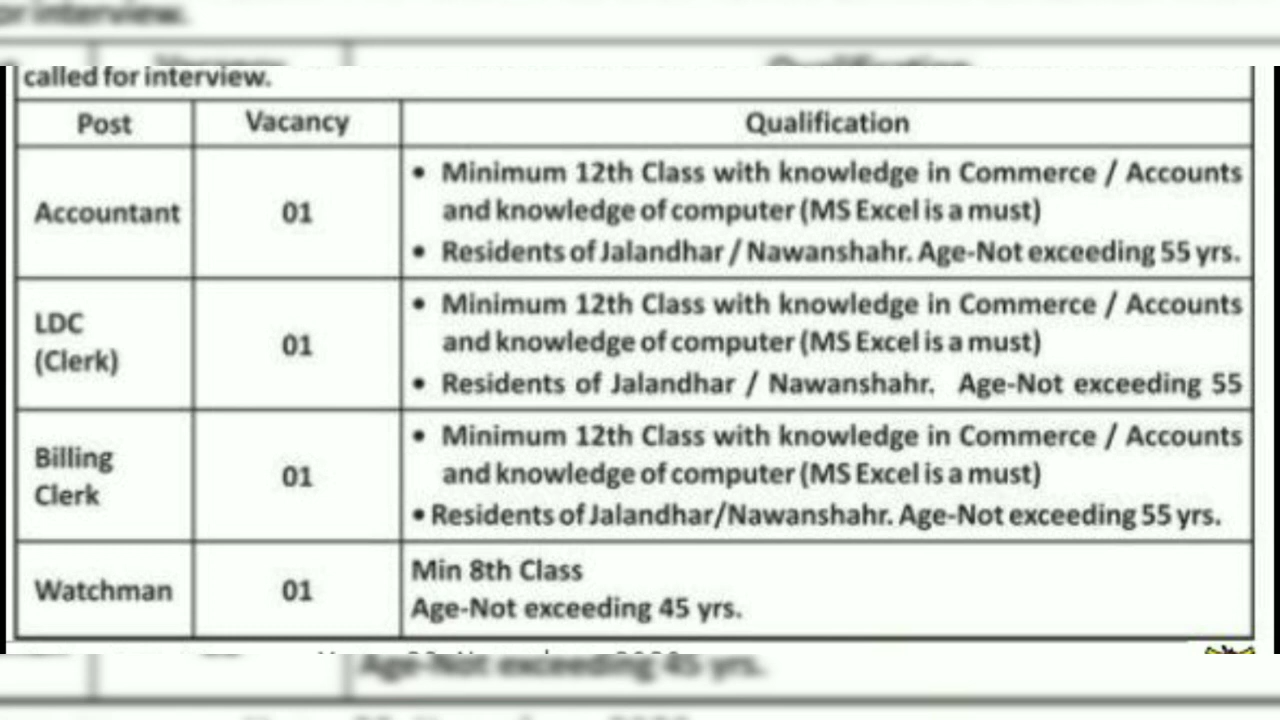 or interview.
called for interview.
Post Vacancy Qualification
Accountant 01
• Minimum 12th Class with knowledge in Commerce / Accounts
and knowledge of computer (MS Excel is a must)
• Residents of Jalandhar / Nawanshahr. Age-Not exceeding 55 yrs.
LDC
(Clerk)
01
• Minimum 12th Class with knowledge in Commerce / Accounts
and knowledge of computer (MS Excel is a must)
• Residents of Jalandhar / Nawanshahr. Age-Not exceeding 55
Billing
Clerk
01
• Minimum 12th Class with knowledge in Commerce / Accounts
and knowledge of computer (MS Excel is a must)
• Residents of Jalandhar/Nawanshahr. Age-Not exceeding 55 yrs.
Watchman 01
Min 8th Class
Age-Not exceeding 45 yrs.
Age-Not exceeding 45 yrs.